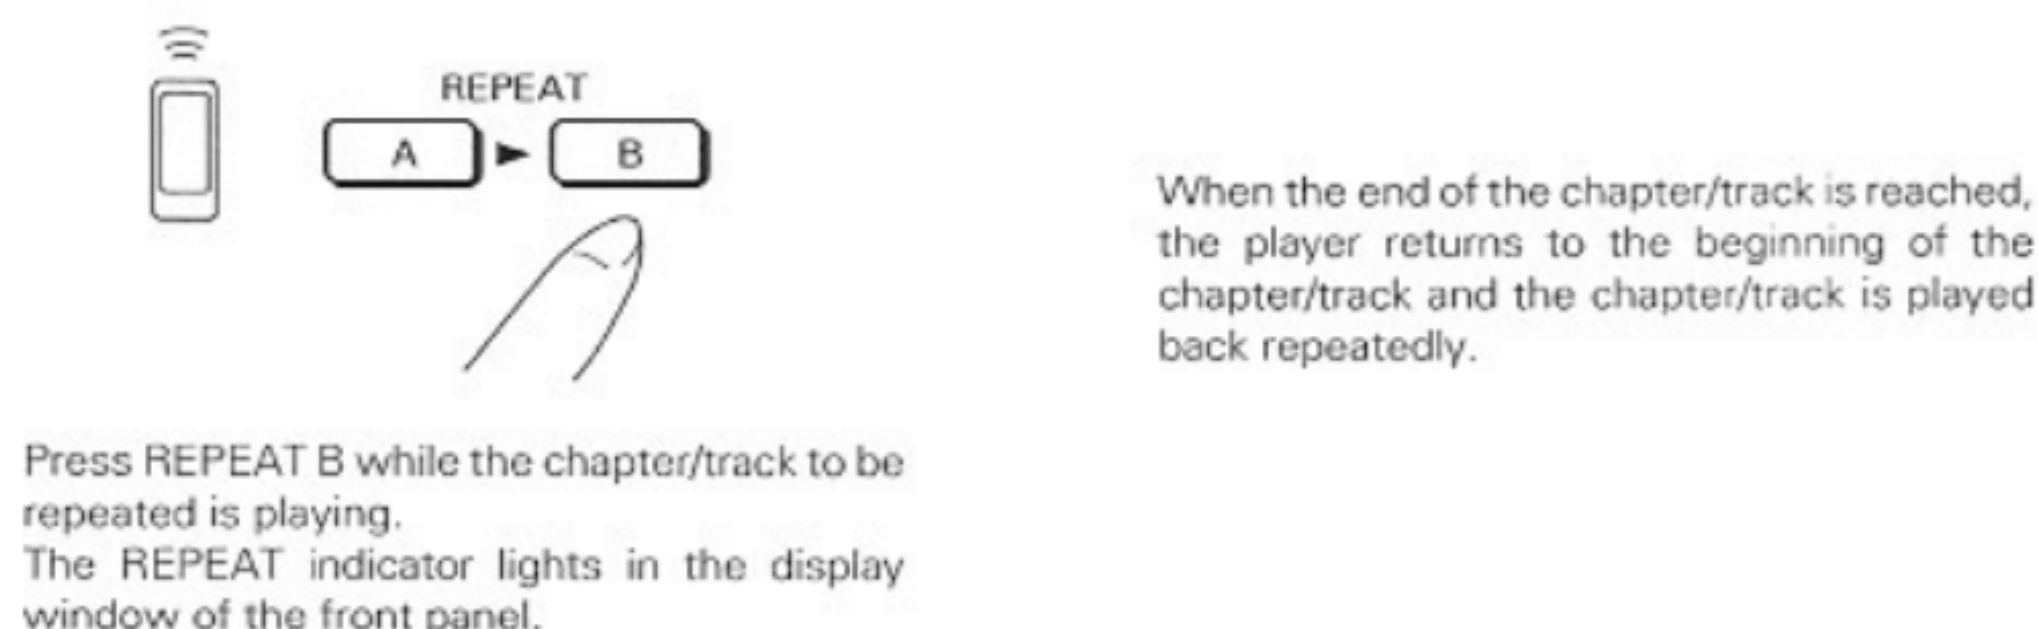 REPEAT
A B
Press REPEAT B while the chapter/track to be
repeated is playing.
The REPEAT indicator lights in the display
window of the front panel.
When the end of the chapter/track is reached,
the player returns to the beginning of the
chapter/track and the chapter/track is played
back repeatedly.